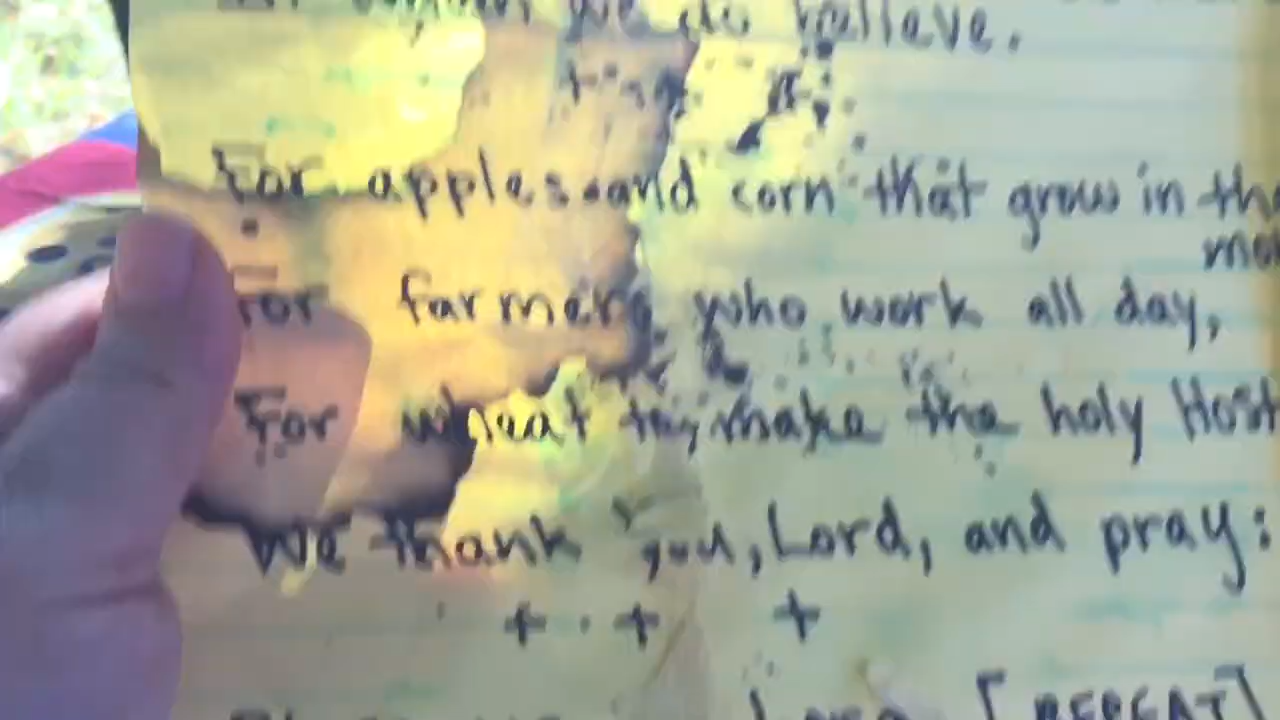 we do believe.
+ + +
For apples and corn that grow in the
For farmers who work all day,
For wheat to make the holy Host
We thank you, Lord, and pray:
+ + +
Lord [REPEAT]